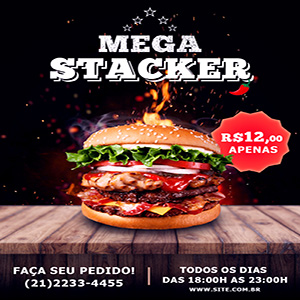 MEGA
STACKER
R$12,00
APENAS
FAÇA SEU PEDIDO!
(21)2233-4455
TODOS OS DIAS
DAS 18:00H AS 23:00H
WWW.SITE.COM.BR